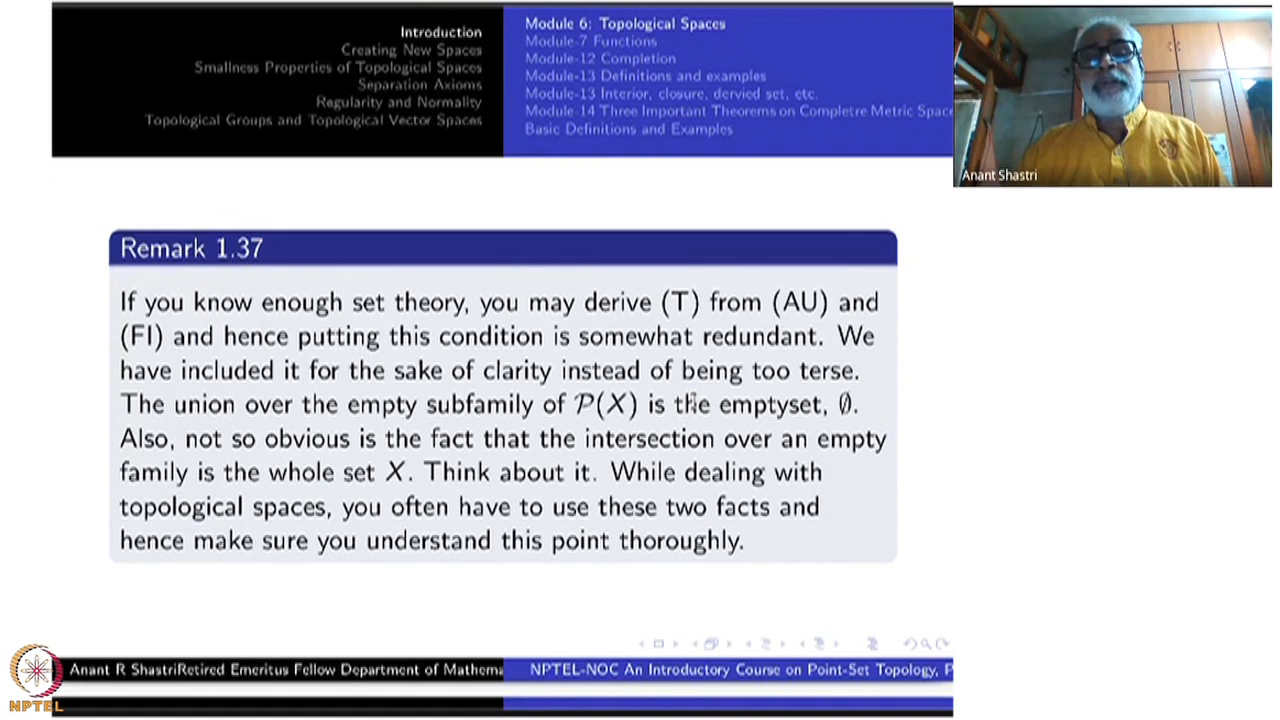 Introduction
Creating New Spaces
Smallness Properties of Topological Spaces
Separation Axioms
Regularity and Normality
Topological Groups and Topological Vector Spaces
Module 6: Topological Spaces
Module-7 Functions
Module-12 Completion
Module-13 Definitions and examples
Module-13 Interior, closure, dervied set, etc.
Module-14 Three Important Theorems on Completre Metric Space
Basic Definitions and Examples
Anant Shastri
Remark 1.37
If you know enough set theory, you may derive (T) from (AU) and
(FI) and hence putting this condition is somewhat redundant. We
have included it for the sake of clarity instead of being too terse.
The union over the empty subfamily of P(X) is the emptyset, ∅.
Also, not so obvious is the fact that the intersection over an empty
family is the whole set X. Think about it. While dealing with
topological spaces, you often have to use these two facts and
hence make sure you understand this point thoroughly.
Anant R ShastriRetired Emeritus Fellow Department of Mathema
NPTEL-NOC An Introductory Course on Point-Set Topology, P
NPTEL